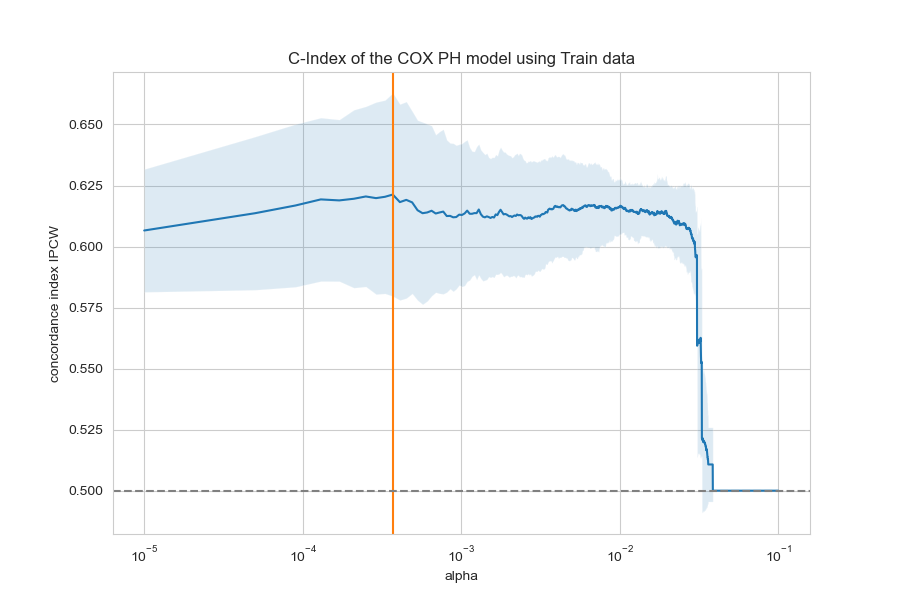 C-Index of the COX PH model using Train data
concordance index IPCW
0.650
0.625
0.600
0.575
0.550
0.525
0.500
10⁻⁵ 10⁻⁴ 10⁻³ 10⁻² 10⁻¹
alpha